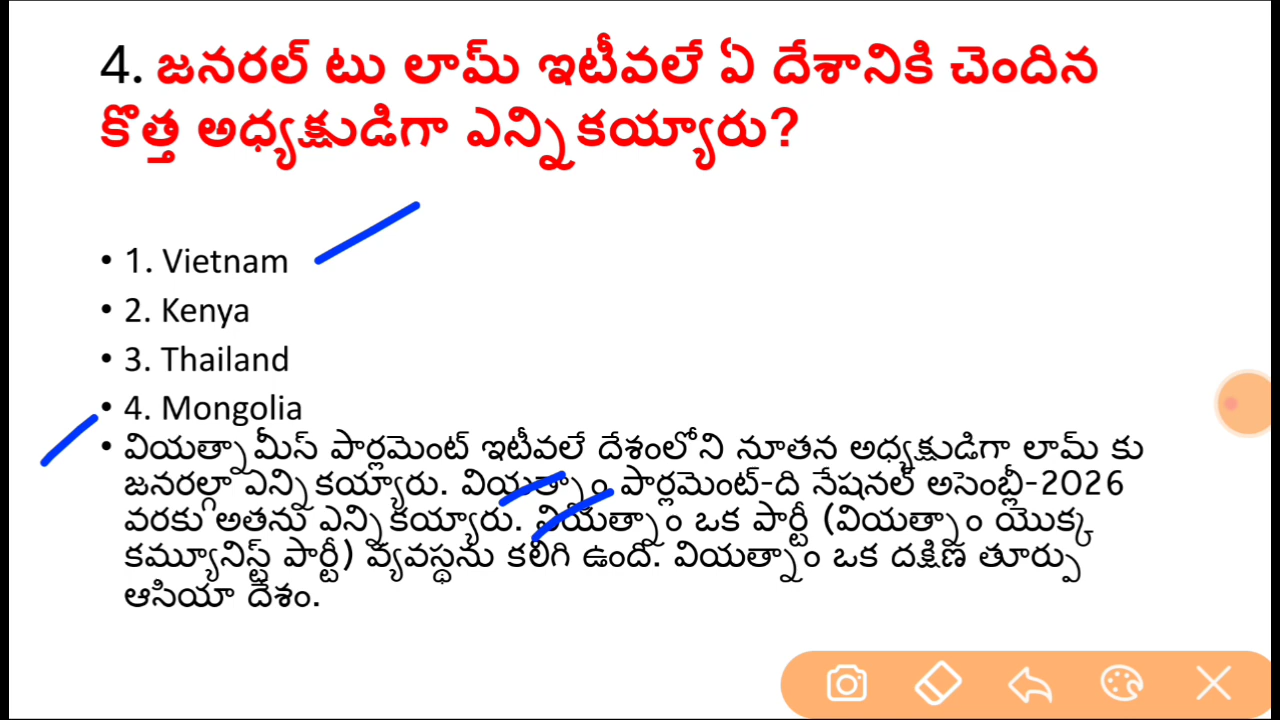 4. జనరల్ టు లామ్ ఇటీవలే ఏ దేశానికి చెందిన
కొత్త అధ్యక్షుడిగా ఎన్నికయ్యారు?
• 1. Vietnam
• 2. Kenya
• 3. Thailand
• 4. Mongolia
• వియత్నామీస్ పార్లమెంట్ ఇటీవలే దేశంలోని నూతన అధ్యక్షుడిగా లామ్ కు
జనరల్గా ఎన్నికయ్యారు. వియత్నాం పార్లమెంట్-ది నేషనల్ అసెంబ్లీ-2026
వరకు అతను ఎన్నికయ్యారు. వియత్నాం ఒక పార్టీ (వియత్నాం యొక్క
కమ్యూనిస్ట్ పార్టీ) వ్యవస్థను కలిగి ఉంది. వియత్నాం ఒక దక్షిణ తూర్పు
ఆసియా దేశం.